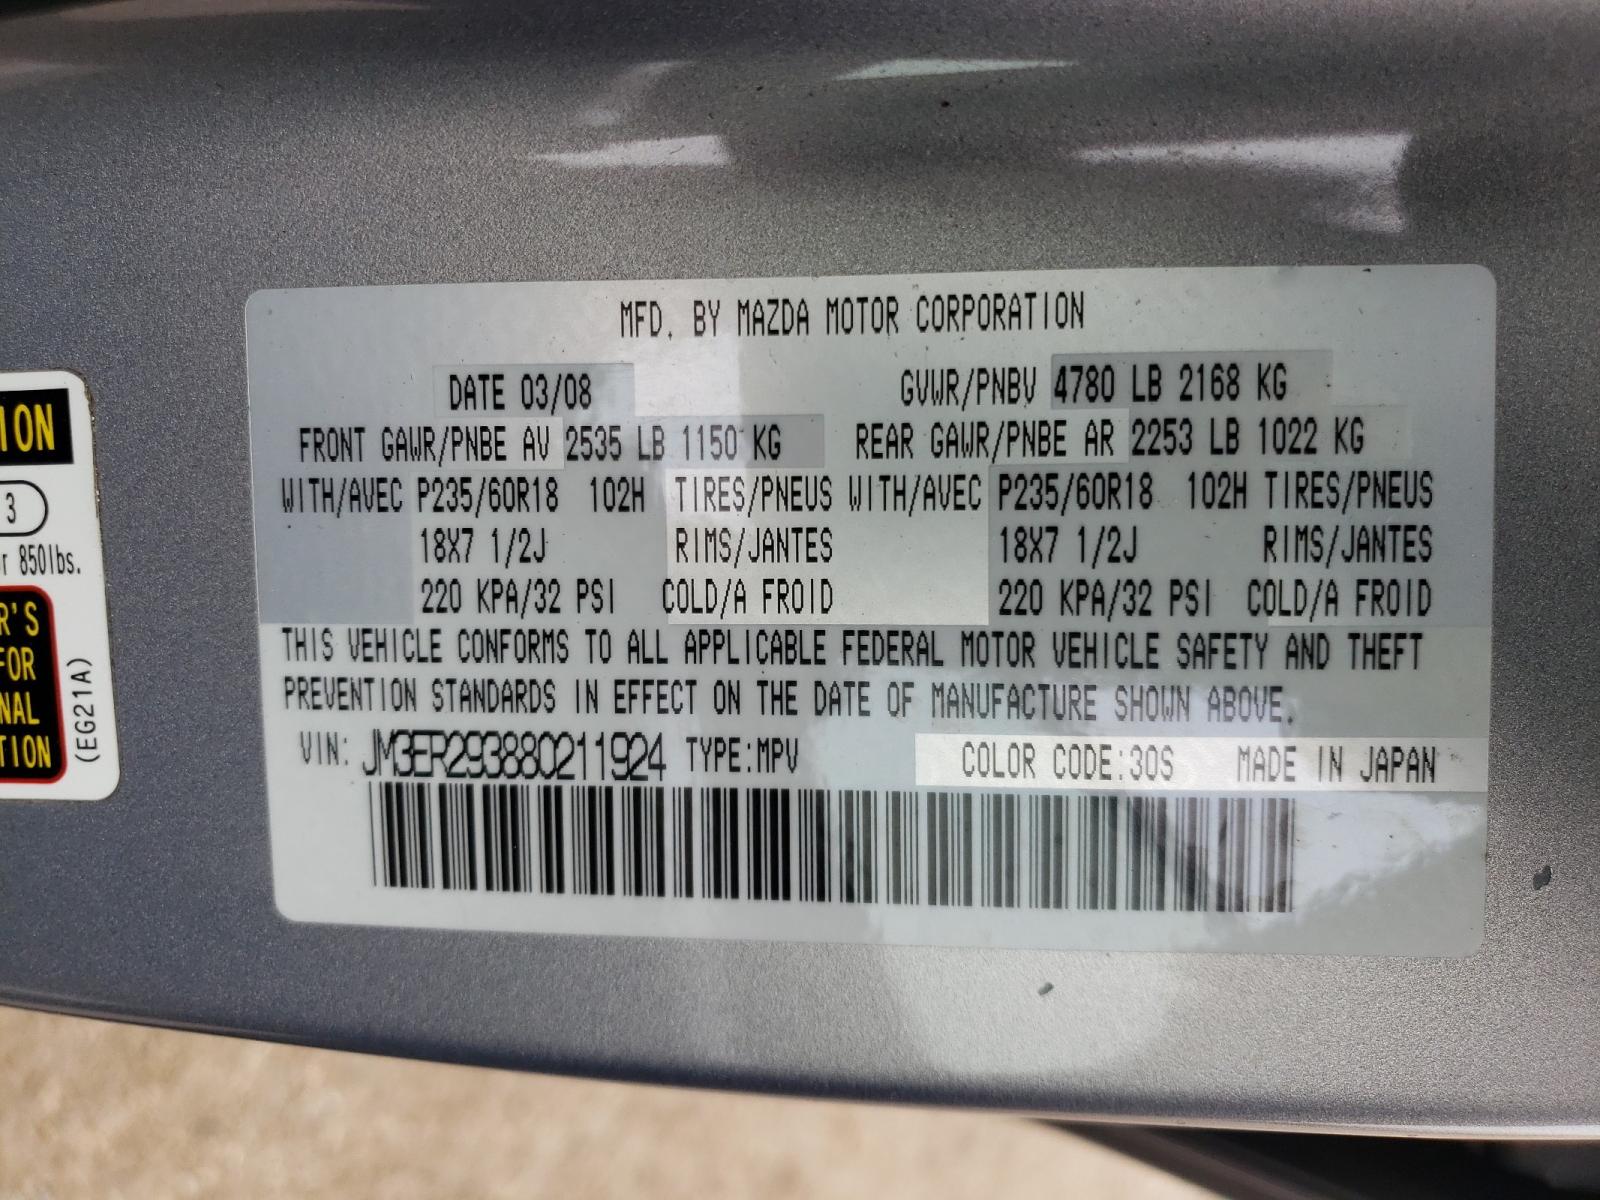 MFD. BY MAZDA MOTOR CORPORATION
DATE 03/08 GVWR/PNBV 4780 LB 2168 KG
FRONT GAWR/PNBE AV 2535 LB 1150 KG REAR GAWR/PNBE AR 2253 LB 1022 KG
WITH/AVEC P235/60R18 102H TIRES/PNEUS WITH/AVEC P235/60R18 102H TIRES/PNEUS
18X7 1/2J RIMS/JANTES 18X7 1/2J RIMS/JANTES
220 KPA/32 PSI COLD/A FROID 220 KPA/32 PSI COLD/A FROID
THIS VEHICLE CONFORMS TO ALL APPLICABLE FEDERAL MOTOR VEHICLE SAFETY AND THEFT
PREVENTION STANDARDS IN EFFECT ON THE DATE OF MANUFACTURE SHOWN ABOVE.
VIN: JM3ER293880211924 TYPE:MPV COLOR CODE:30S MADE IN JAPAN
ION
3
r 850lbs.
R'S
FOR
NAL
TION
(EG21A)